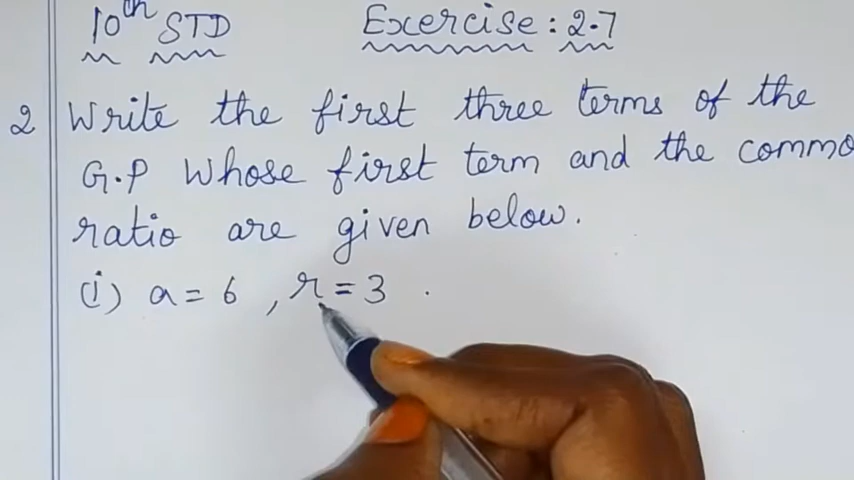 10th STD Exercise: 2.7
2 Write the first three terms of the
G.P whose first term and the commo
ratio are given below.
(i) a = 6 , r = 3 .